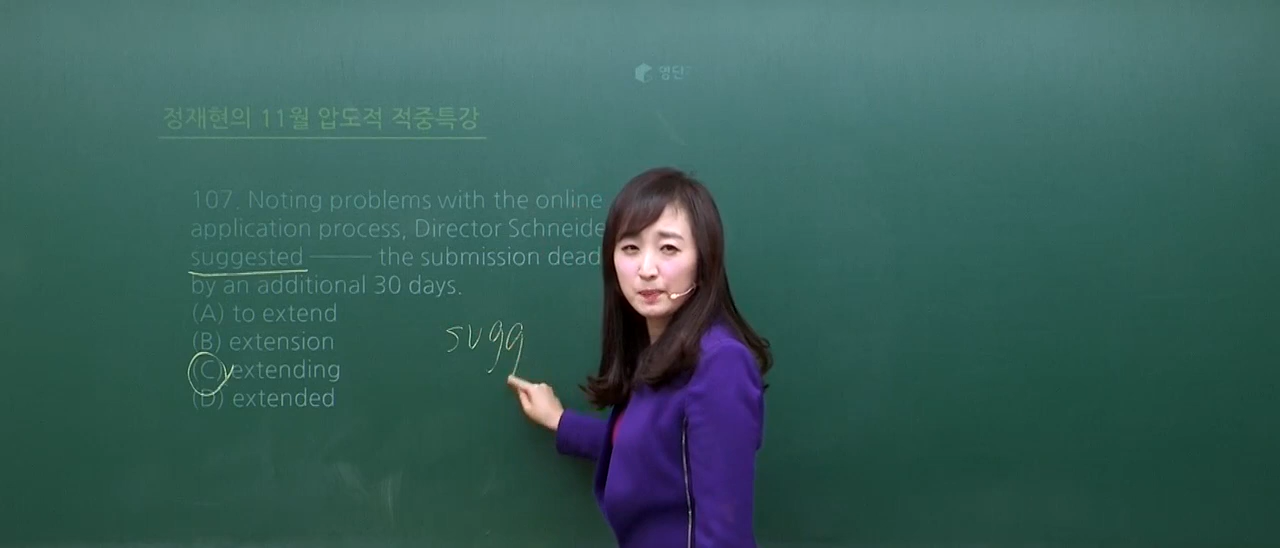 영단기
정재현의 11월 압도적 적중특강
107. Noting problems with the online
application process, Director Schneide
suggested ——— the submission dead
by an additional 30 days.
(A) to extend
(B) extension
(C) extending
(D) extended
sugg